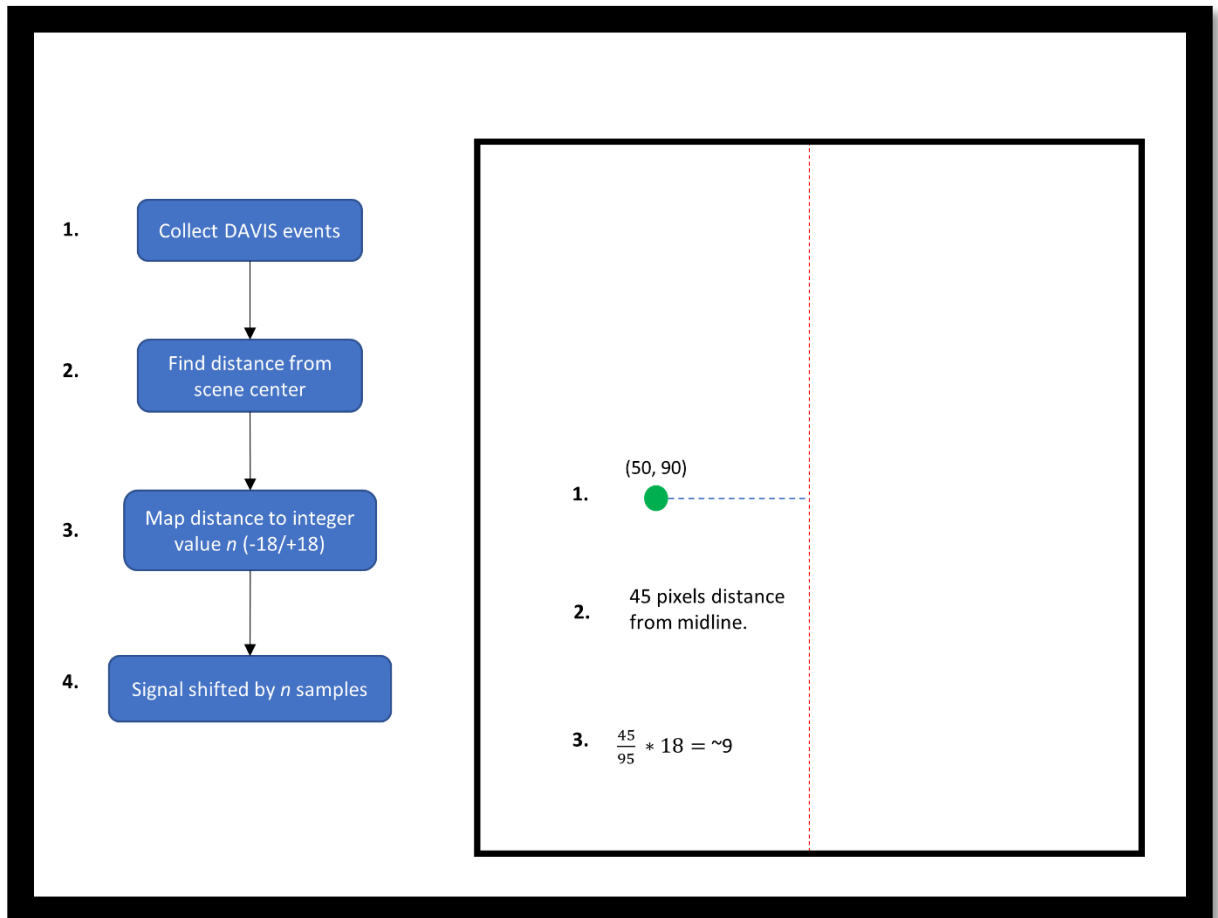 1.
Collect DAVIS events
2.
Find distance from
scene center
3.
Map distance to integer
value n (-18/+18)
4.
Signal shifted by n samples
(50, 90)
1.
2.
45 pixels distance
from midline.
3.
45/95 * 18 = ~9